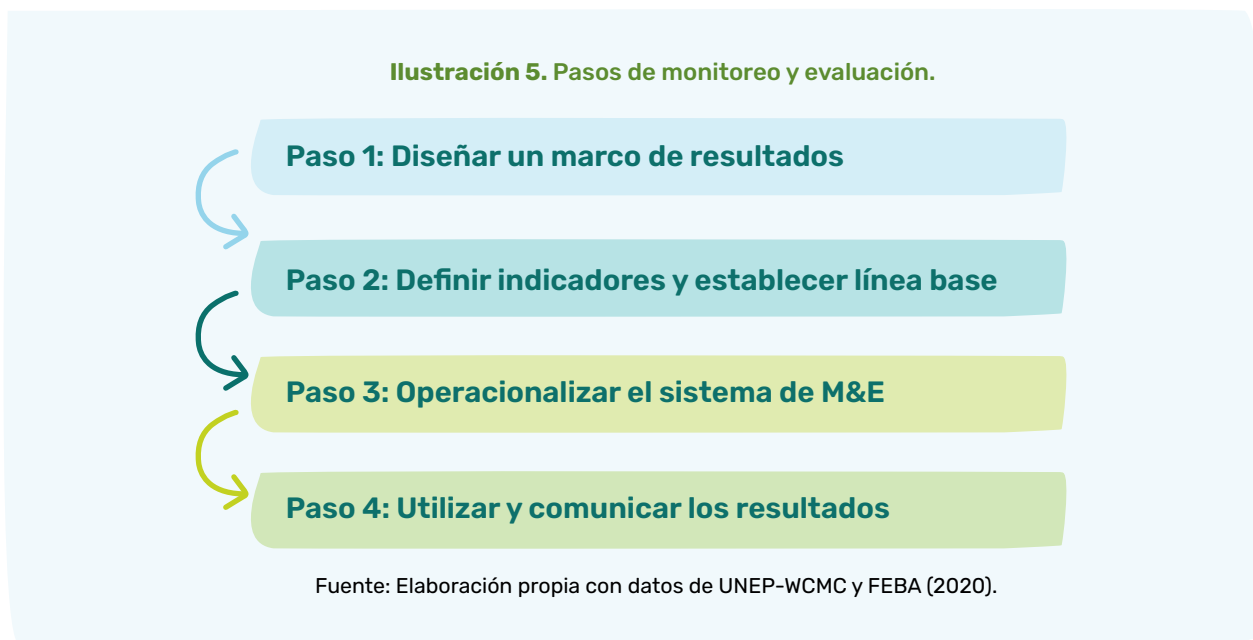 Ilustración 5. Pasos de monitoreo y evaluación.
Paso 1: Diseñar un marco de resultados
Paso 2: Definir indicadores y establecer línea base
Paso 3: Operacionalizar el sistema de M&E
Paso 4: Utilizar y comunicar los resultados
Fuente: Elaboración propia con datos de UNEP-WCMC y FEBA (2020).